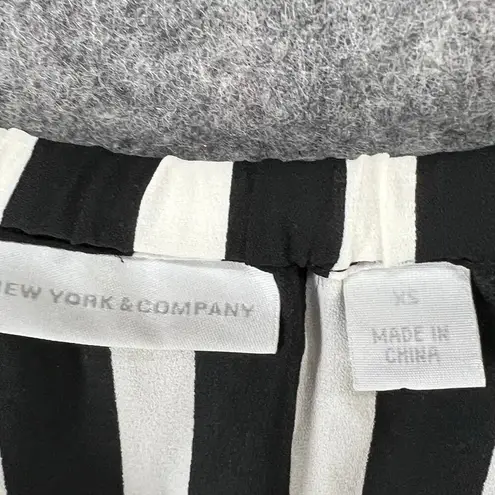 NEW YORK & COMPANY
XS
MADE IN
CHINA